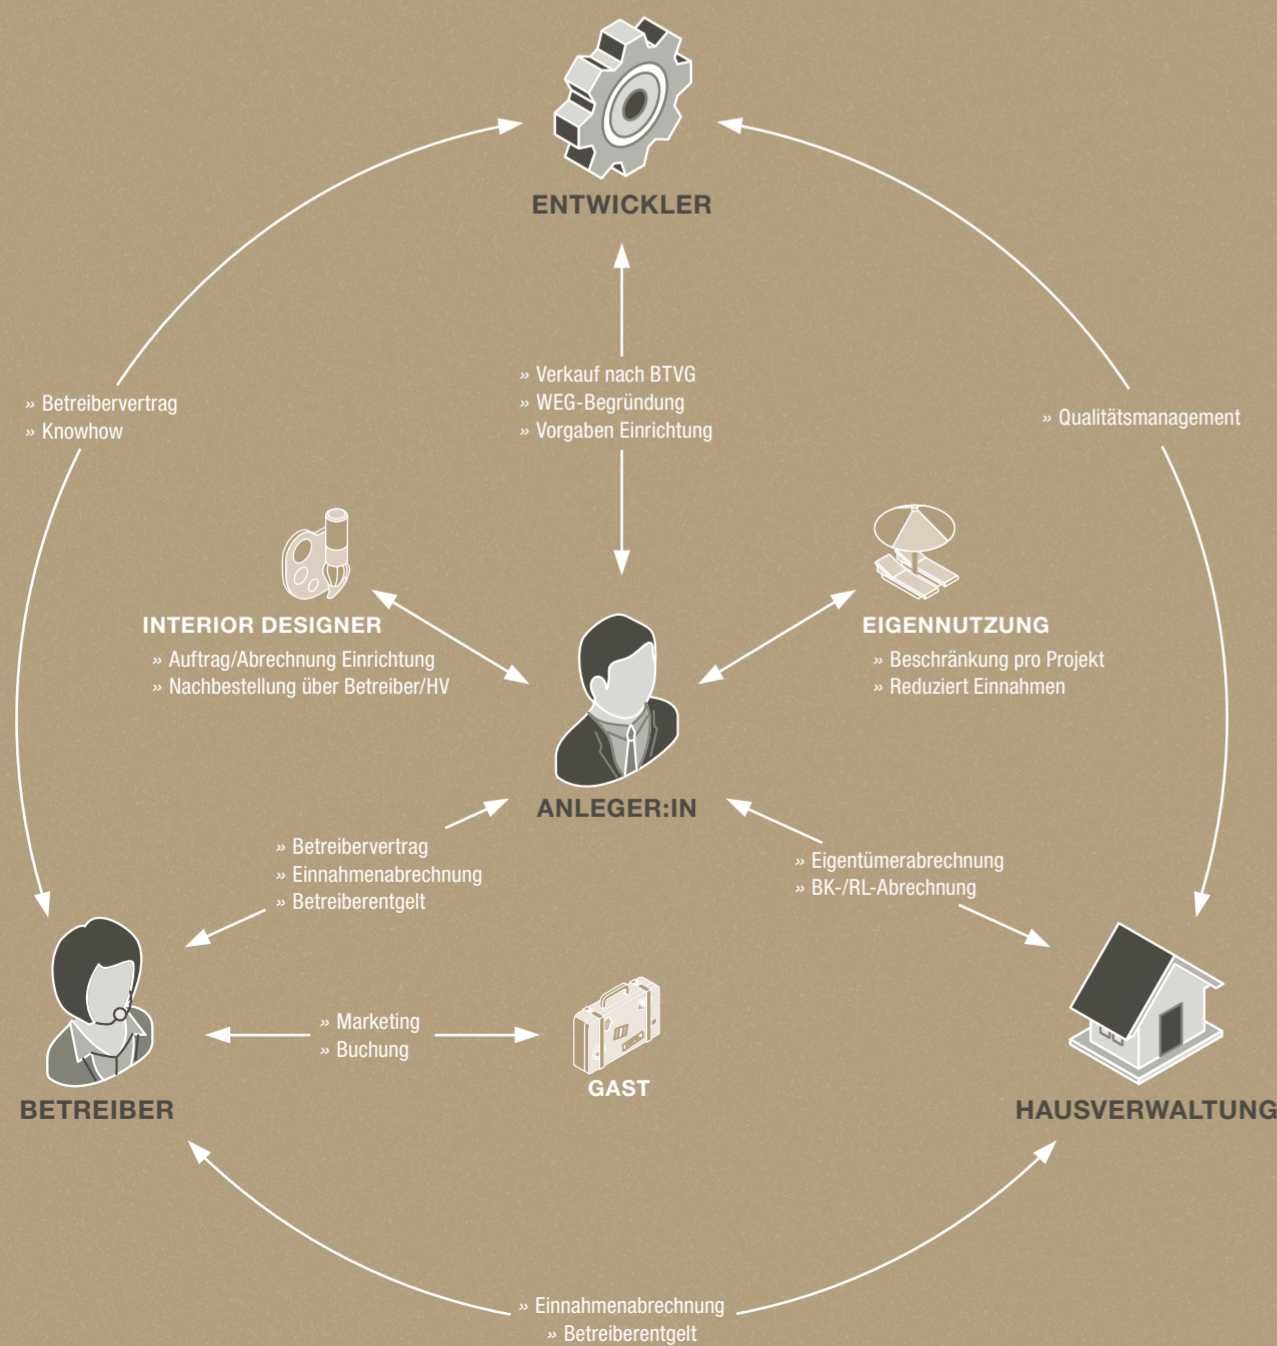 ENTWICKLER
» Verkauf nach BTVG
» WEG-Begründung
» Vorgaben Einrichtung
» Betreibervertrag
» Knowhow
» Qualitätsmanagement
INTERIOR DESIGNER
» Auftrag/Abrechnung Einrichtung
» Nachbestellung über Betreiber/HV
EIGENNUTZUNG
» Beschränkung pro Projekt
» Reduziert Einnahmen
ANLEGER:IN
» Betreibervertrag
» Einnahmenabrechnung
» Betreiberentgelt
» Eigentümerabrechnung
» BK-/RL-Abrechnung
» Marketing
» Buchung
GAST
BETREIBER
HAUSVERWALTUNG
» Einnahmenabrechnung
» Betreiberentgelt